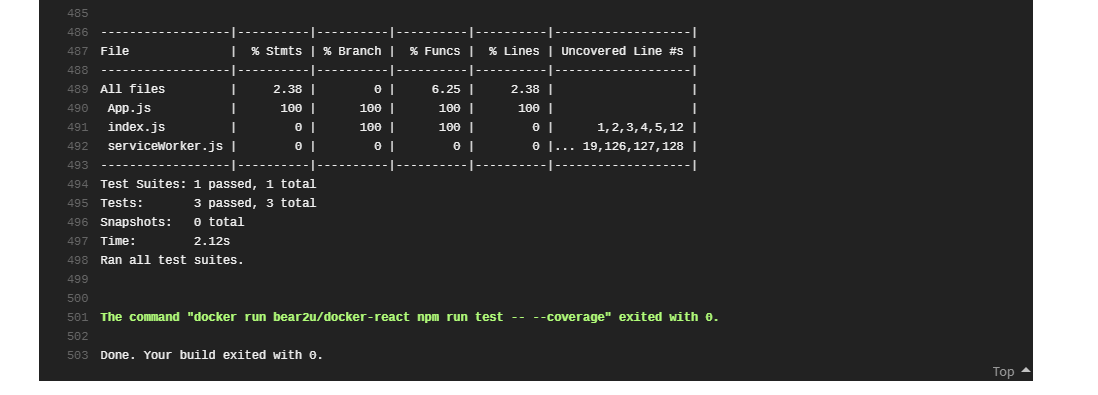 485
486 ------------------|----------|----------|----------|----------|-------------------|
487 File              |  % Stmts | % Branch |  % Funcs |  % Lines | Uncovered Line #s |
488 ------------------|----------|----------|----------|----------|-------------------|
489 All files         |     2.38 |        0 |     6.25 |     2.38 |                   |
490  App.js           |      100 |      100 |      100 |      100 |                   |
491  index.js         |        0 |      100 |      100 |        0 |      1,2,3,4,5,12 |
492  serviceWorker.js |        0 |        0 |        0 |        0 |... 19,126,127,128 |
493 ------------------|----------|----------|----------|----------|-------------------|
494 Test Suites: 1 passed, 1 total
495 Tests:       3 passed, 3 total
496 Snapshots:   0 total
497 Time:        2.12s
498 Ran all test suites.
499
500
501 The command "docker run bear2u/docker-react npm run test -- --coverage" exited with 0.
502
503 Done. Your build exited with 0.
Top